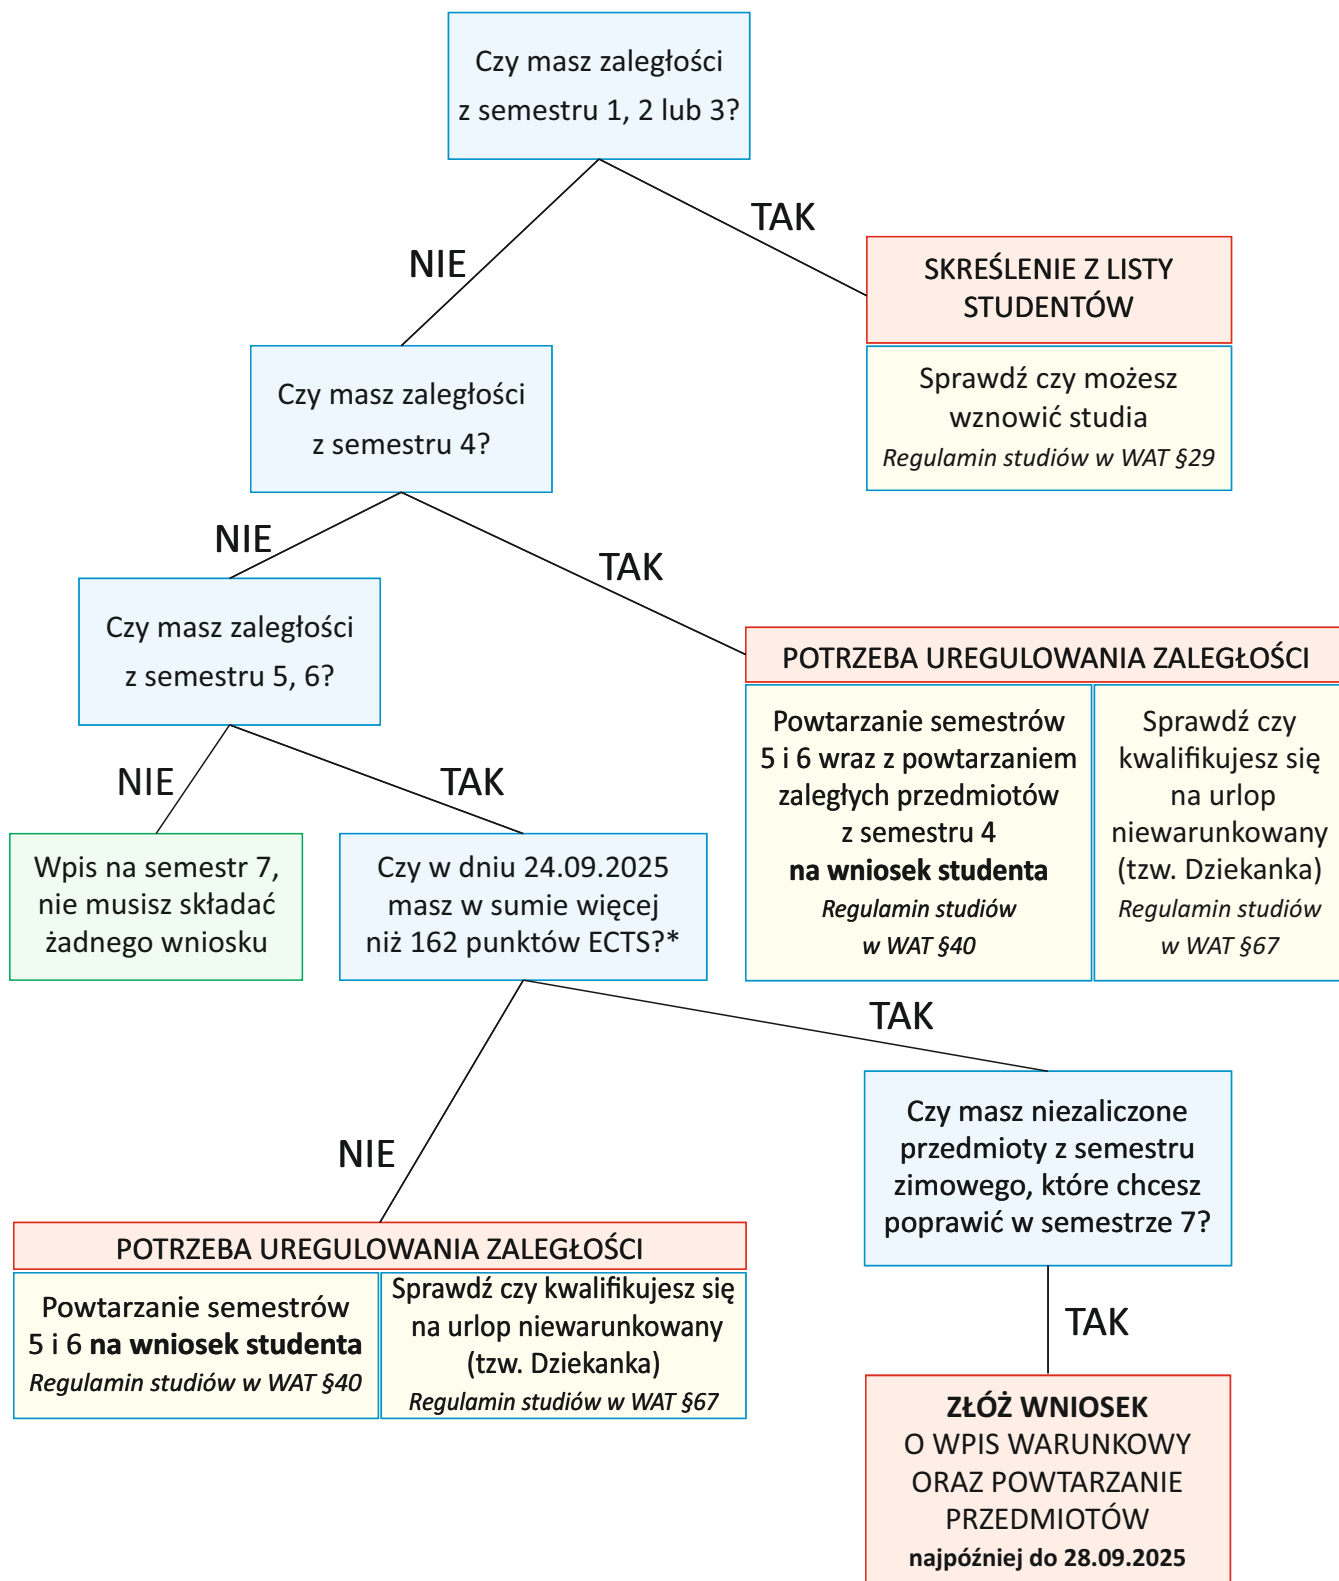 Czy masz zaległości
z semestru 1, 2 lub 3?
NIE
TAK
SKREŚLENIE Z LISTY
STUDENTÓW
Sprawdź czy możesz
wznowić studia
Regulamin studiów w WAT §29
Czy masz zaległości
z semestru 4?
NIE
TAK
Czy masz zaległości
z semestru 5, 6?
POTRZEBA UREGULOWANIA ZALEGŁOŚCI
Powtarzanie semestrów
5 i 6 wraz z powtarzaniem
zaległych przedmiotów
z semestru 4
na wniosek studenta
Regulamin studiów
w WAT §40
Sprawdź czy
kwalifikujesz się
na urlop
niewarunkowany
(tzw. Dziekanka)
Regulamin studiów
w WAT §67
NIE
TAK
Wpis na semestr 7,
nie musisz składać
żadnego wniosku
Czy w dniu 24.09.2025
masz w sumie więcej
niż 162 punktów ECTS?*
NIE
TAK
Czy masz niezaliczone
przedmioty z semestru
zimowego, które chcesz
poprawić w semestrze 7?
POTRZEBA UREGULOWANIA ZALEGŁOŚCI
Powtarzanie semestrów
5 i 6 na wniosek studenta
Regulamin studiów w WAT §40
Sprawdź czy kwalifikujesz się
na urlop niewarunkowany
(tzw. Dziekanka)
Regulamin studiów w WAT §67
TAK
ZŁÓŻ WNIOSEK
O WPIS WARUNKOWY
ORAZ POWTARZANIE
PRZEDMIOTÓW
najpóźniej do 28.09.2025